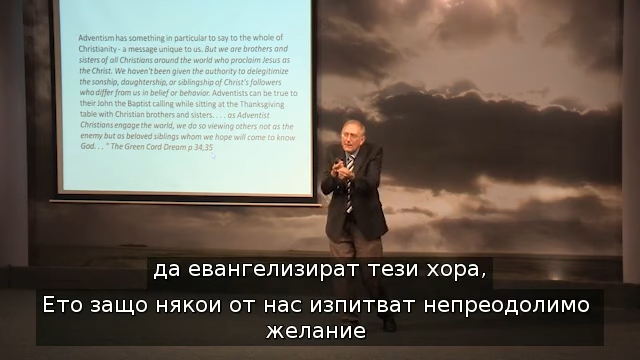 Adventism has something in particular to say to the whole of
Christianity - a message unique to us. But we are brothers and
sisters of all Christians around the world who proclaim Jesus as
the Christ. We haven't been given the authority to delegitimize
the sonship, daughtership, or siblingship of Christ's followers
who differ from us in belief or behavior. Adventists can be true to
their John the Baptist calling while sitting at the Thanksgiving
table with Christian brothers and sisters. . . . as Adventist
Christians engage the world, we do so viewing others not as the
enemy but as beloved siblings whom we hope will come to know
God. . . " The Green Cord Dream p 34,35
да евангелизират тези хора,
Ето защо някои от нас изпитват непреодолимо
желание